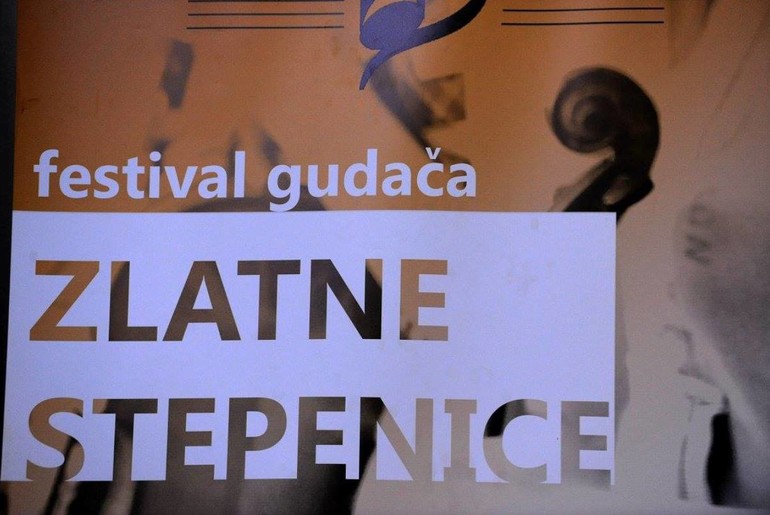 festival gudača
ZLATNE
STEPENICE